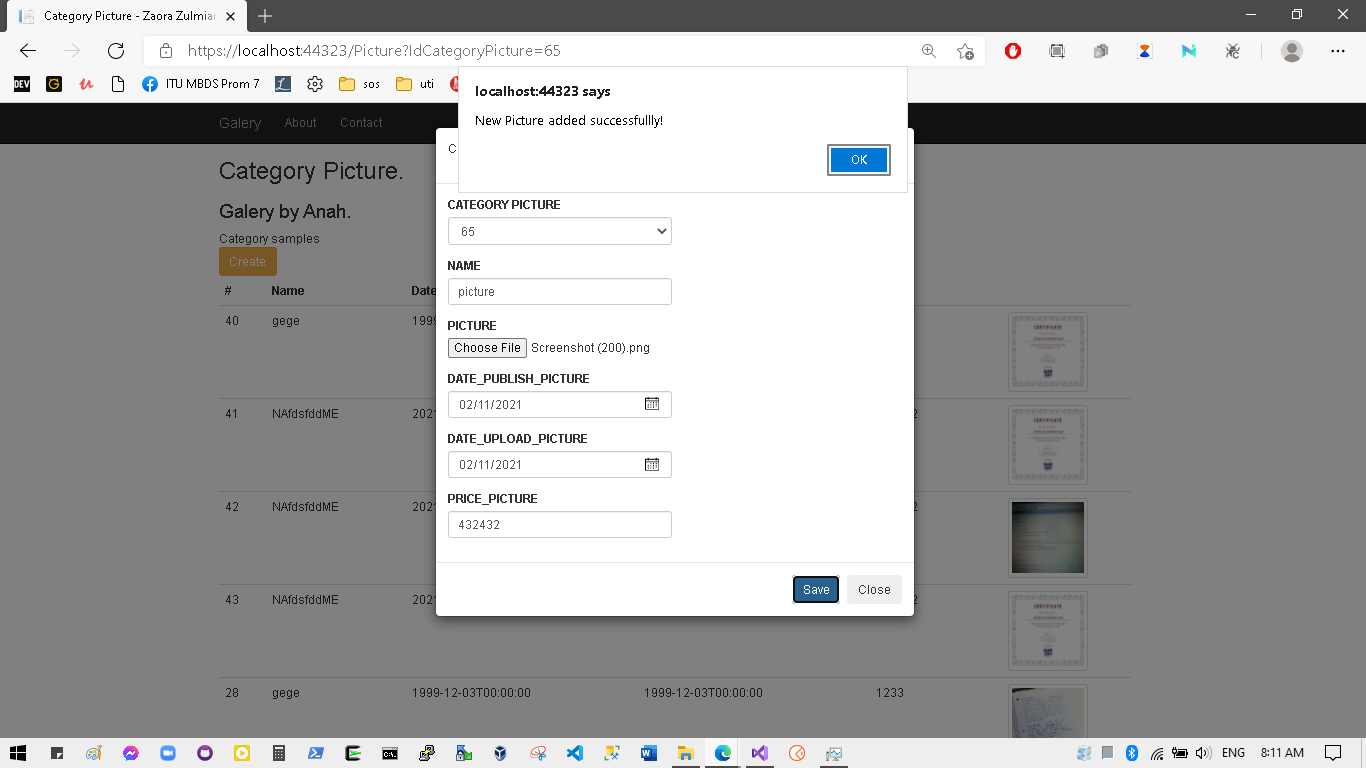 Category Picture - Zaora Zulmiar
https://localhost:44323/Picture?IdCategoryPicture=65
DEV
G
ITU MBDS Prom 7
sos
uti
localhost:44323 says
New Picture added successfullly!
OK
Galery
About
Contact
C
Category Picture.
Galery by Anah.
Category samples
Create
# Name Date
CATEGORY PICTURE
65
NAME
picture
PICTURE
Choose File Screenshot (200).png
DATE_PUBLISH_PICTURE
02/11/2021
DATE_UPLOAD_PICTURE
02/11/2021
PRICE_PICTURE
432432
Save
Close
40 gege 1999
CERTIFICATE
41 NAfdsfddME 2021 2
CERTIFICATE
42 NAfdsfddME 2021 2
43 NAfdsfddME 2021 2
CERTIFICATE
28 gege 1999-12-03T00:00:00 1999-12-03T00:00:00 1233
ENG
8:11 AM